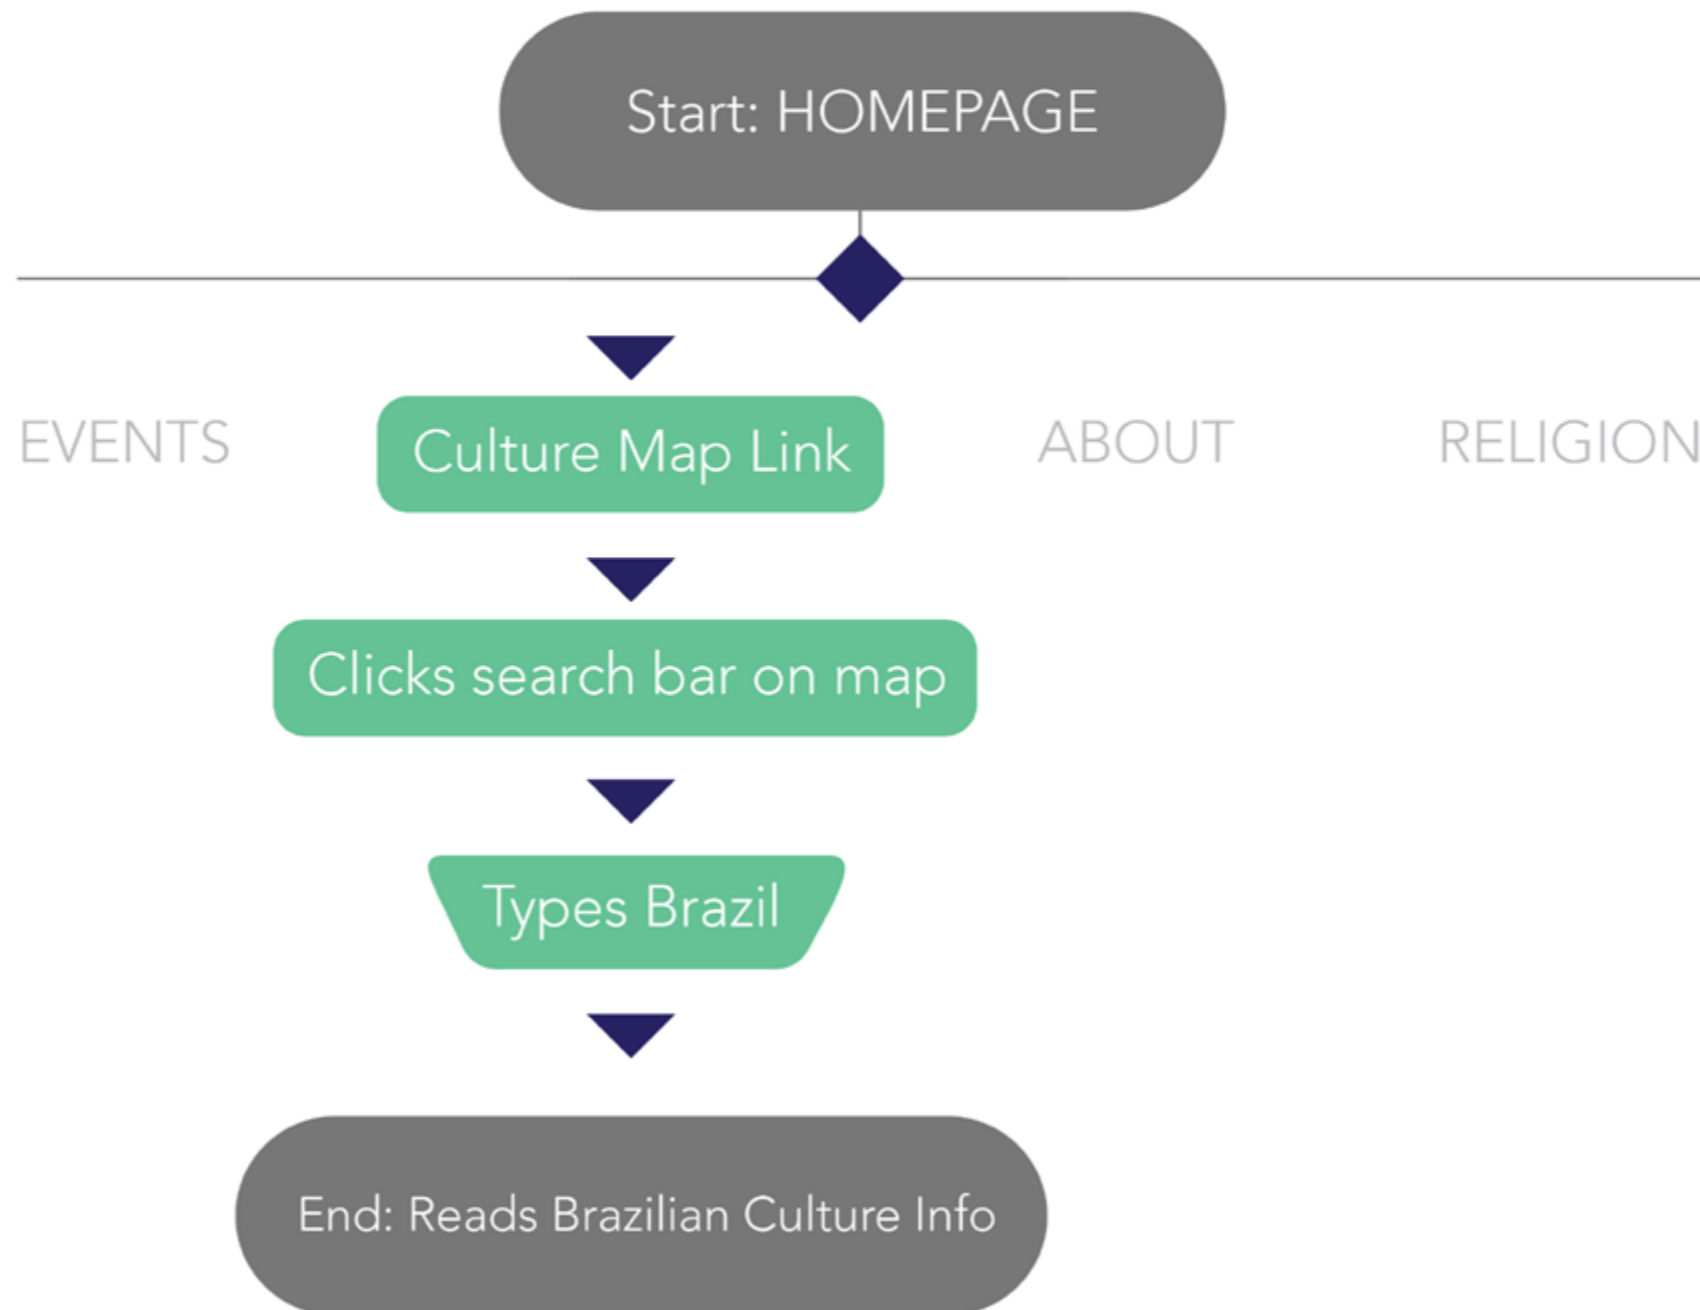 Start: HOMEPAGE
EVENTS
Culture Map Link
ABOUT
RELIGION
Clicks search bar on map
Types Brazil
End: Reads Brazilian Culture Info